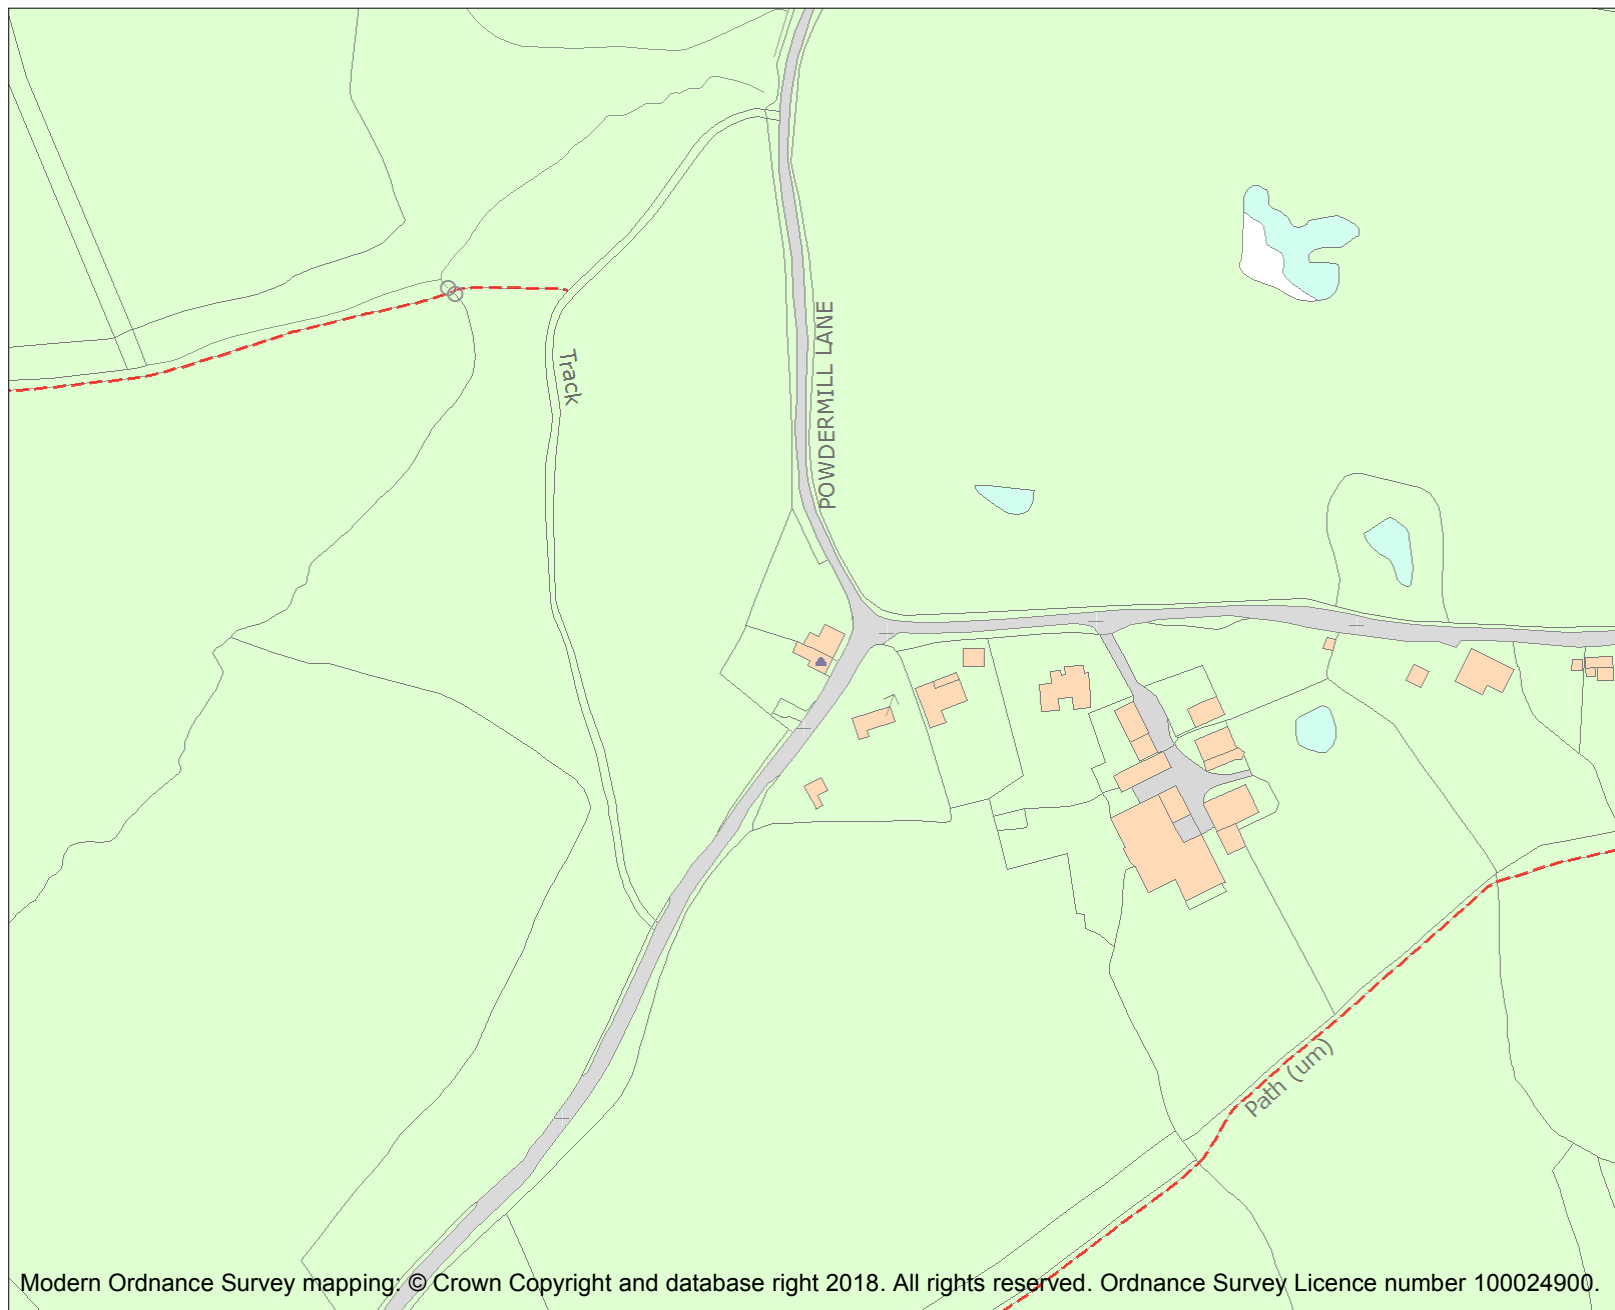 POWDERMILL LANE
Track
Path (um)
Modern Ordnance Survey mapping: © Crown Copyright and database right 2018. All rights reserved. Ordnance Survey Licence number 100024900.